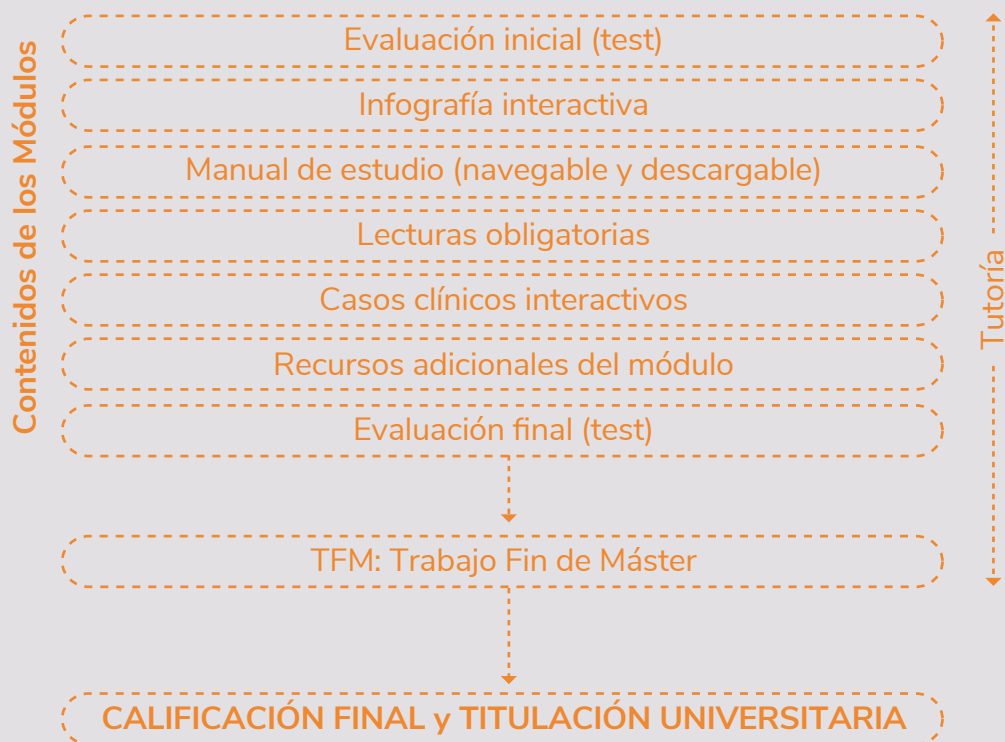 Contenidos de los Módulos
Evaluación inicial (test)
Infografía interactiva
Manual de estudio (navegable y descargable)
Lecturas obligatorias
Casos clínicos interactivos
Recursos adicionales del módulo
Evaluación final (test)
Tutoría
TFM: Trabajo Fin de Máster
CALIFICACIÓN FINAL y TITULACIÓN UNIVERSITARIA